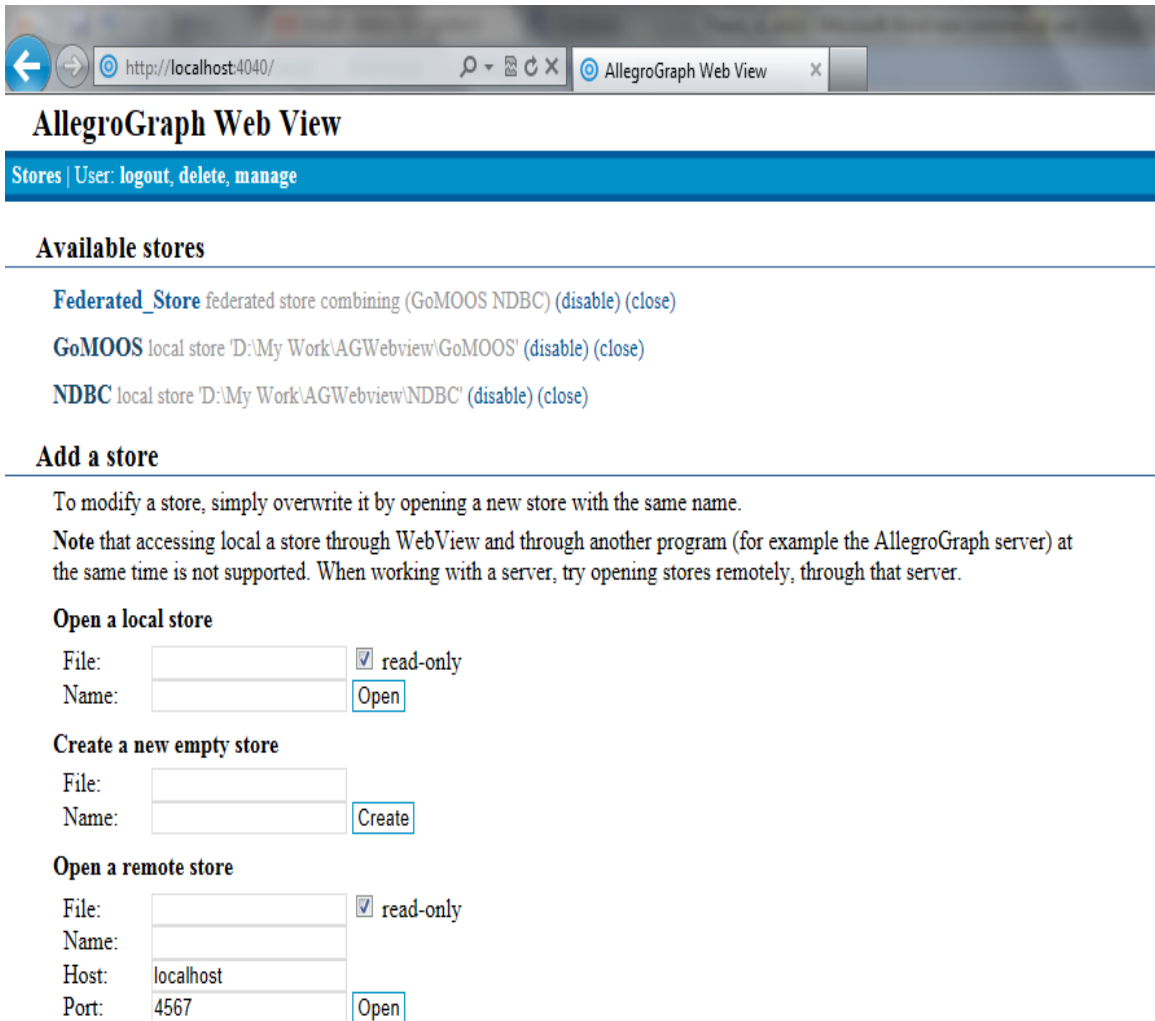 http://localhost:4040/
AllegroGraph Web View
AllegroGraph Web View
Stores | User: logout, delete, manage
Available stores
Federated_Store federated store combining (GoMOOS NDBC) (disable) (close)
GoMOOS local store 'D:\My Work\AGWebview\GoMOOS' (disable) (close)
NDBC local store 'D:\My Work\AGWebview\NDBC' (disable) (close)
Add a store
To modify a store, simply overwrite it by opening a new store with the same name.
Note that accessing local a store through WebView and through another program (for example the AllegroGraph server) at
the same time is not supported. When working with a server, try opening stores remotely, through that server.
Open a local store
File: read-only
Name: Open
Create a new empty store
File:
Name: Create
Open a remote store
File: read-only
Name:
Host: localhost
Port: 4567 Open